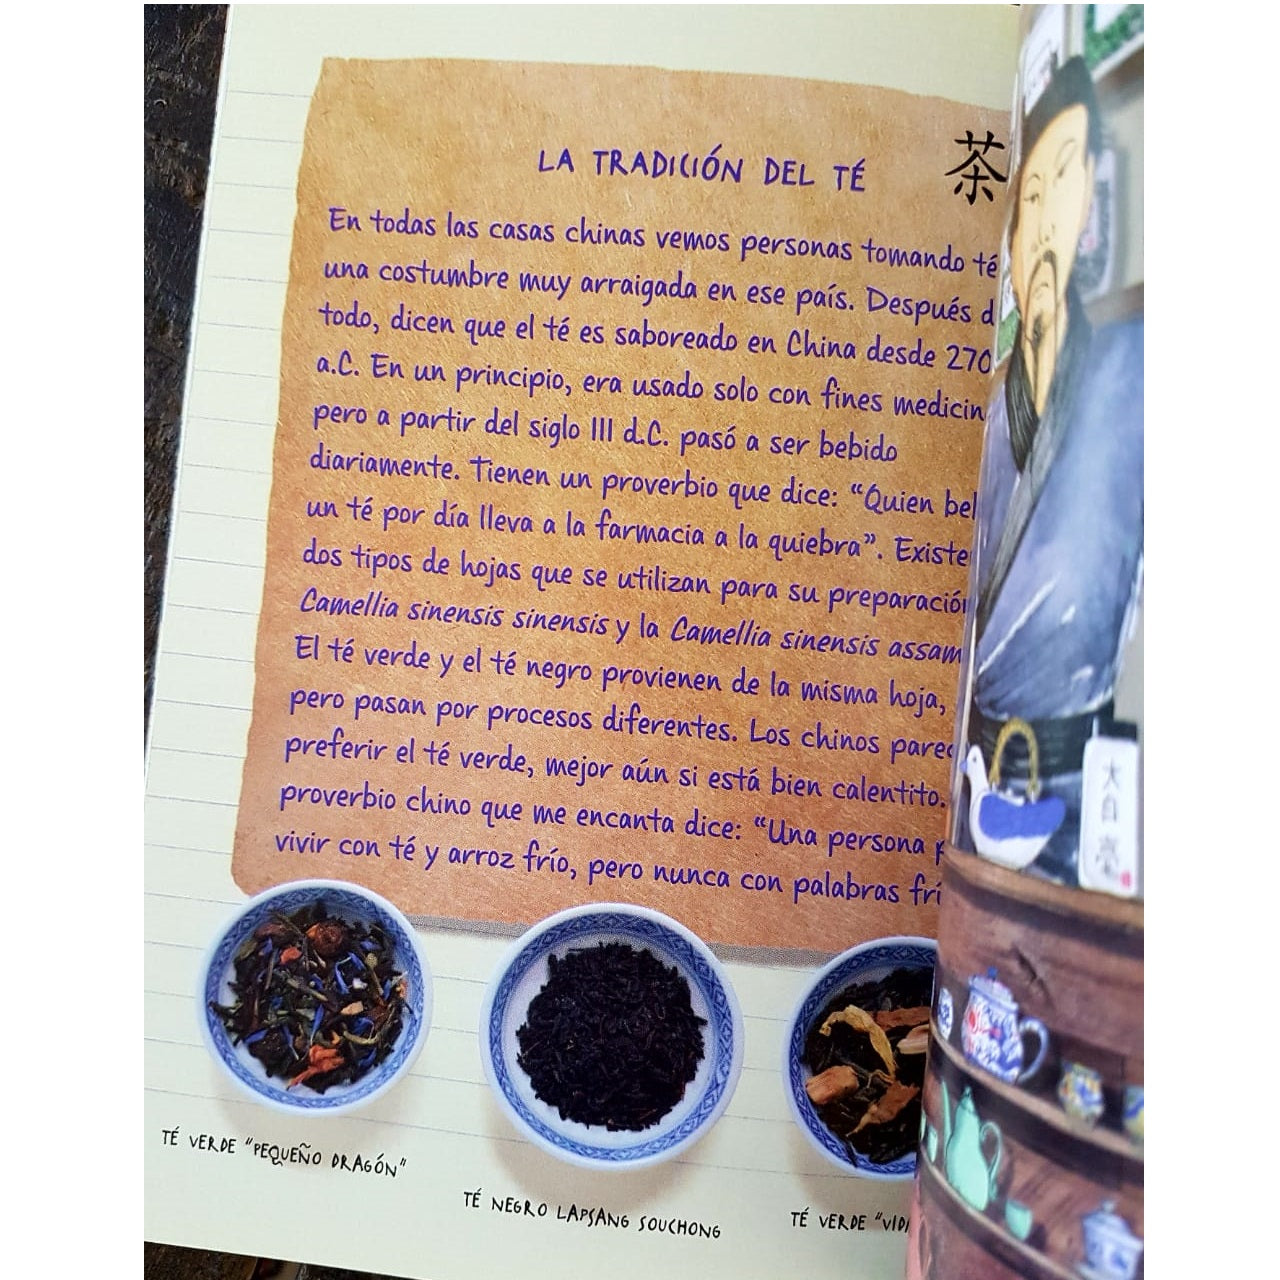 LA TRADICIÓN DEL TÉ
茶
En todas las casas chinas vemos personas tomando té
una costumbre muy arraigada en ese país. Después
todo, dicen que el té es saboreado en China desde 270
a.C. En un principio, era usado solo con fines
pero a partir del siglo III d.C. pasó a ser bebido
diariamente. Tienen un proverbio que dice: “Quien
un té por día lleva a la farmacia a la quiebra”. Existe
dos tipos de hojas que se utilizan para su preparación
Camellia sinensis sinensis y la Camellia sinensis assam
El té verde y el té negro provienen de la misma hoja,
pero pasan por procesos diferentes. Los chinos
preferir el té verde, mejor aún si está bien calentito.
proverbio chino que me encanta dice: “Una persona
vivir con té y arroz frío, pero nunca con palabras
TÉ VERDE “PEQUEÑO DRAGÓN”
TÉ NEGRO LAPSANG SOUCHONG
TÉ VERDE
大自